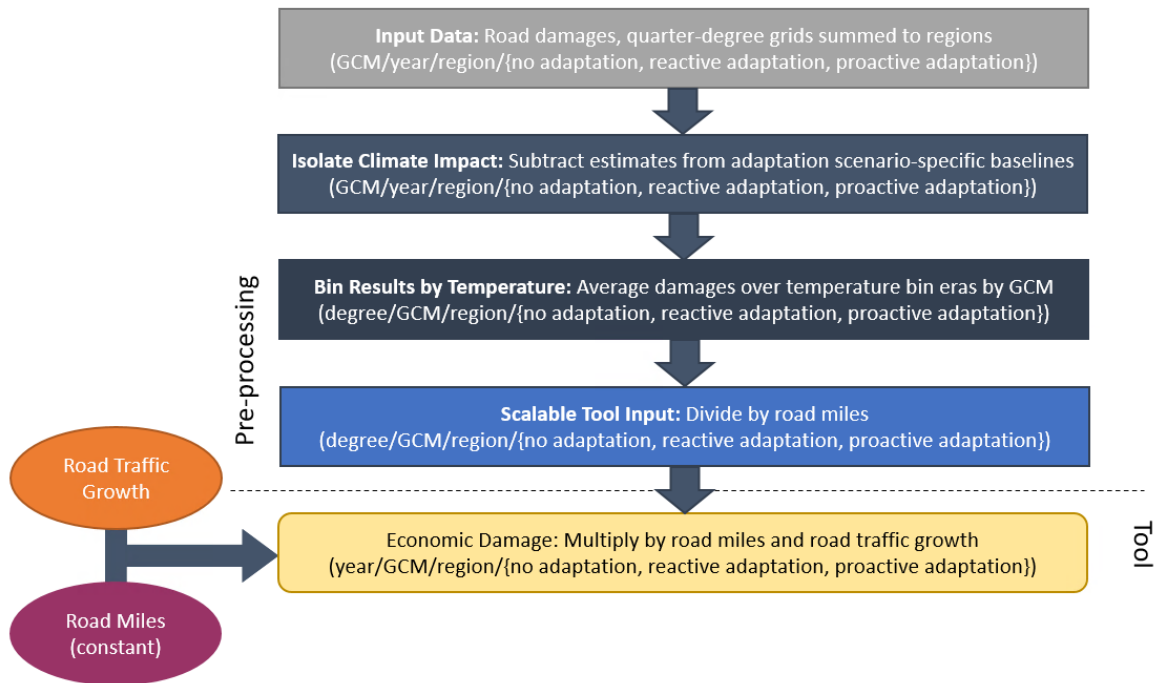 Input Data: Road damages, quarter-degree grids summed to regions
(GCM/year/region/{no adaptation, reactive adaptation, proactive adaptation})
Isolate Climate Impact: Subtract estimates from adaptation scenario-specific baselines
(GCM/year/region/{no adaptation, reactive adaptation, proactive adaptation})
Bin Results by Temperature: Average damages over temperature bin eras by GCM
(degree/GCM/region/{no adaptation, reactive adaptation, proactive adaptation})
Pre-processing
Scalable Tool Input: Divide by road miles
(degree/GCM/region/{no adaptation, reactive adaptation, proactive adaptation})
Road Traffic
Growth
Economic Damage: Multiply by road miles and road traffic growth
(year/GCM/region/{no adaptation, reactive adaptation, proactive adaptation})
Tool
Road Miles
(constant)